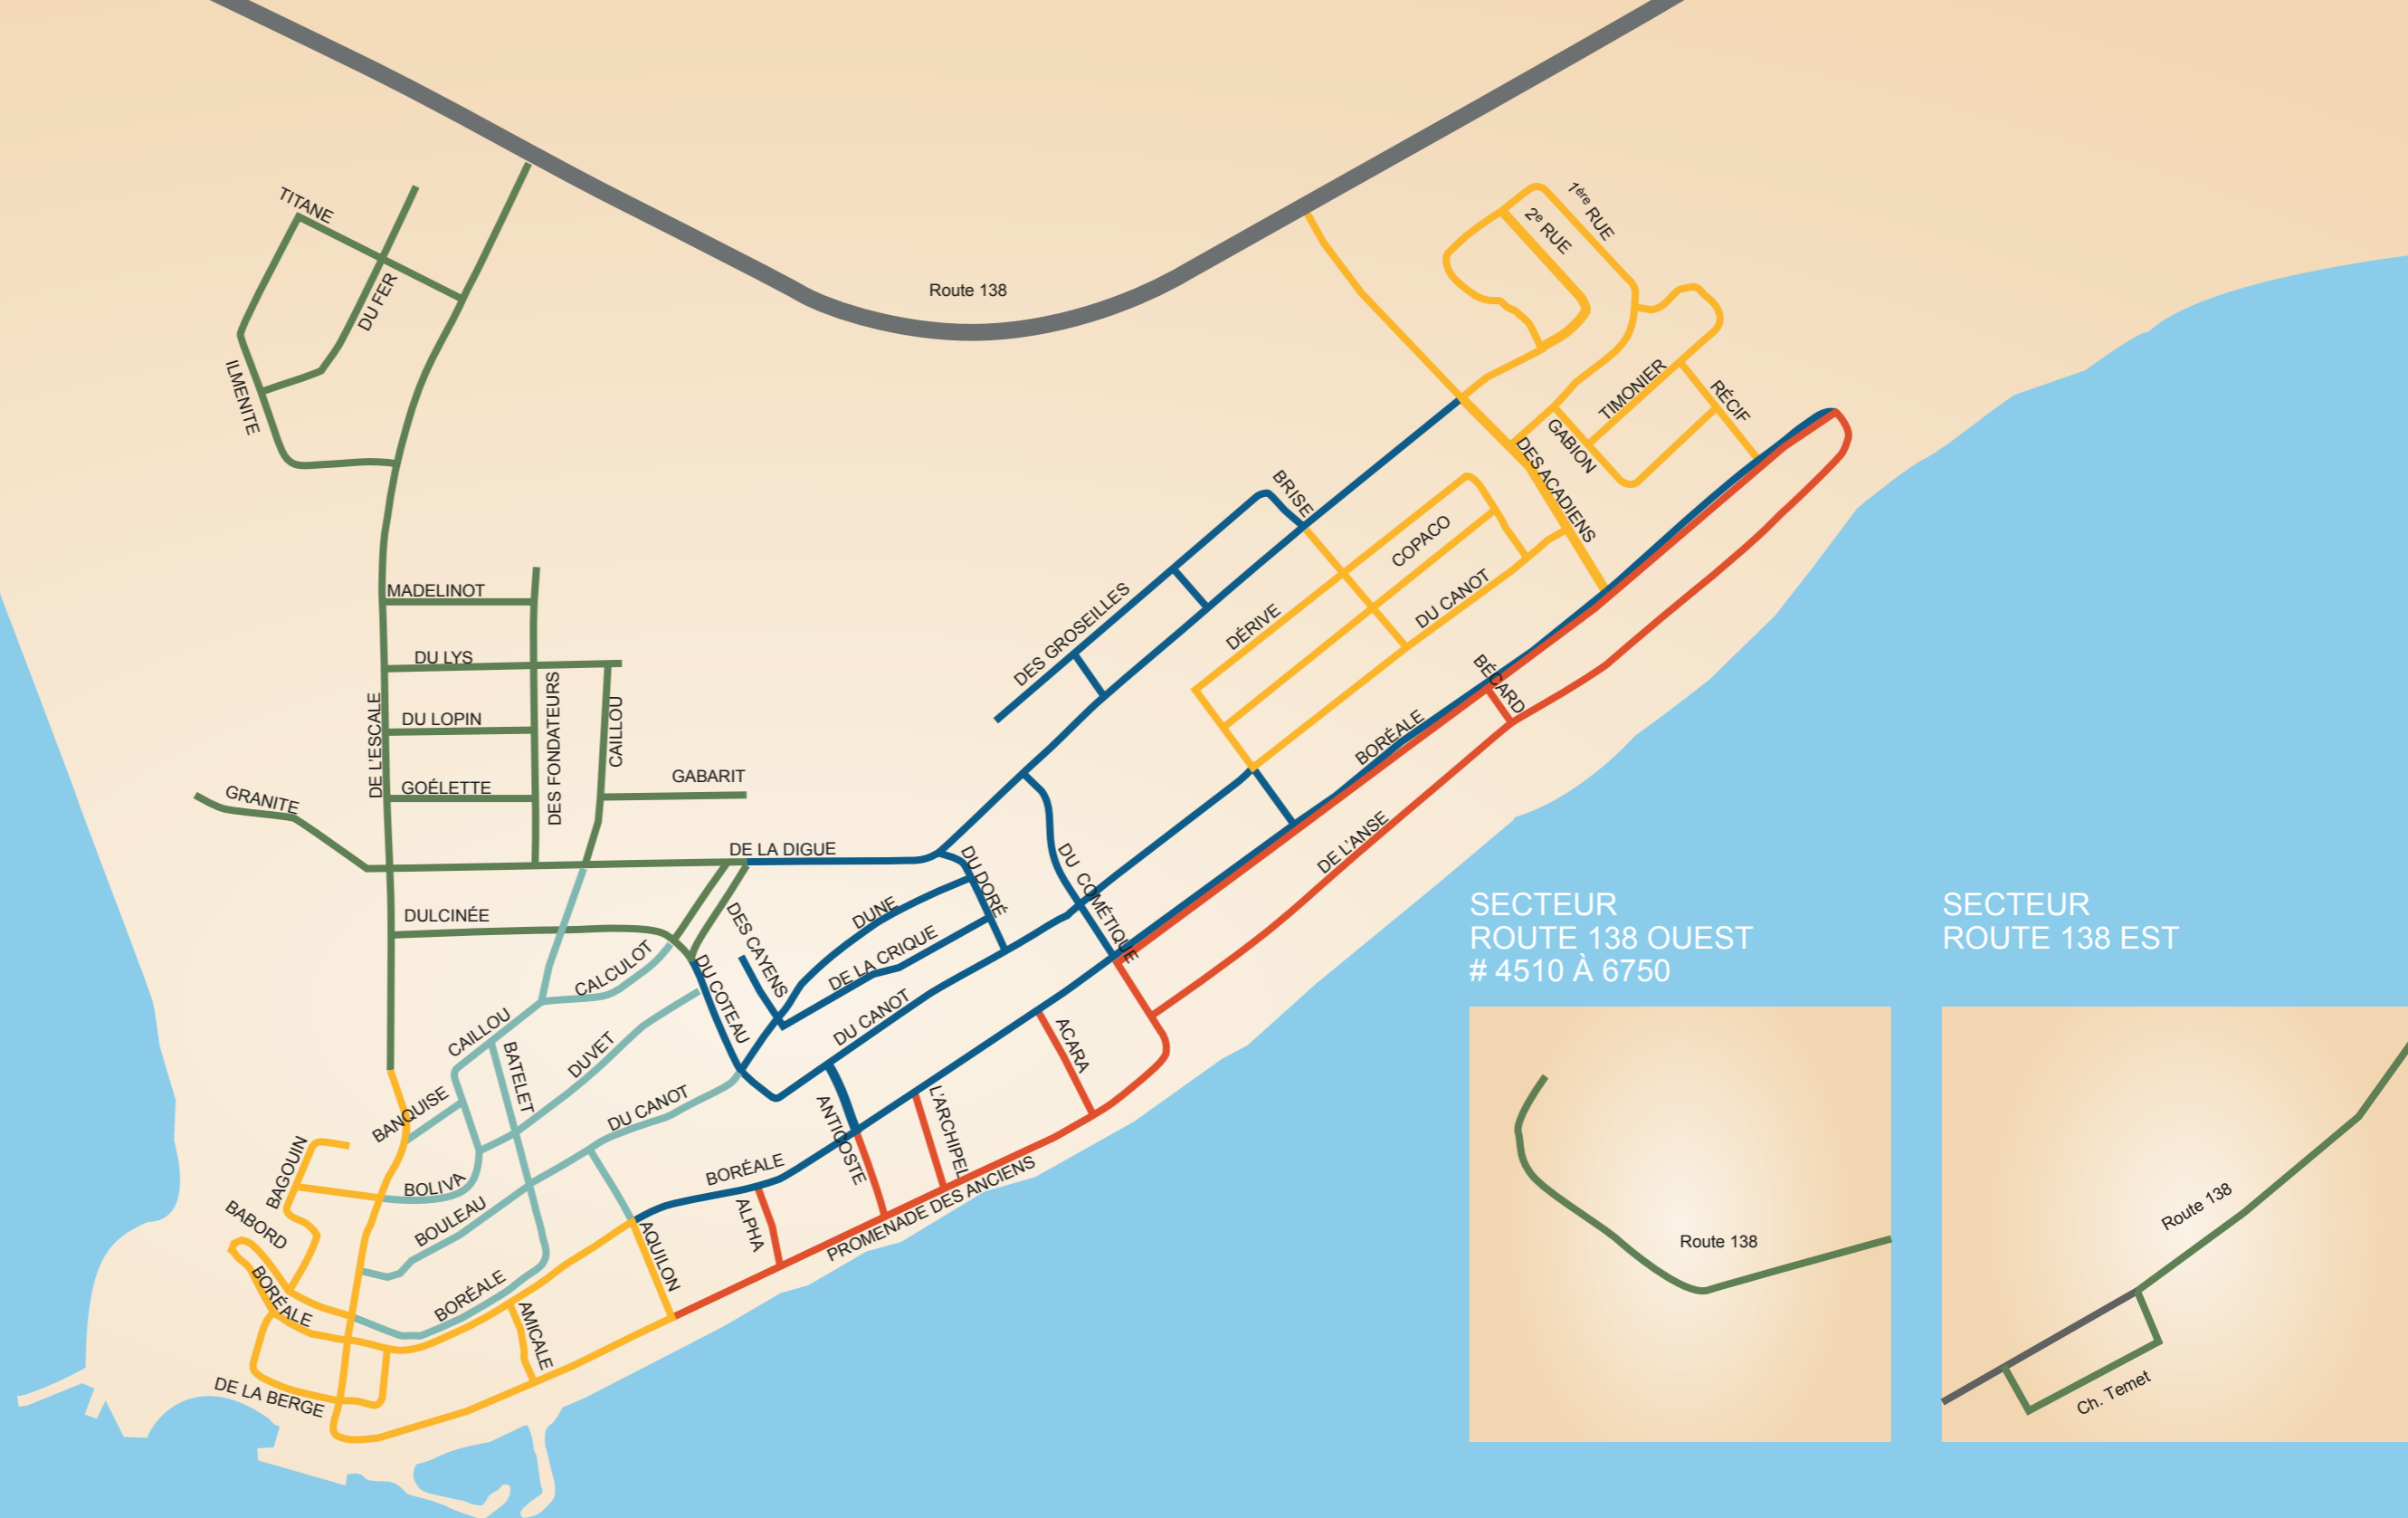 TITANE
1ère RUE
2e RUE
Route 138
DU FER
ILMENITE
TIMONIER
RÉCIF
GABION
DES ACADIENS
BRISE
COPACO
DU CANOT
DÉRIVE
DES GROSEILLES
MADELINOT
DU LYS
DU LOPIN
GOÉLETTE
DE L'ESCALE
DES FONDATEURS
CAILLOU
GABARIT
GRANITE
BÉCARD
BORÉALE
DE L'ANSE
DE LA DIGUE
DU DORÉ
DU COMÉTIQUE
DULCINÉE
DES CAYENS
DUNE
DE LA CRIQUE
CALCULOT
DU COTEAU
DU CANOT
CAILLOU
BATELET
DUVET
BANQUISE
DU CANOT
ANTICOSTE
L'ARCHIPEL
ACARA
BAGOUIN
BOLIVA
BORÉALE
BABORD
BOULEAU
ALPHA
PROMENADE DES ANCIENS
AQUILON
BORÉALE
BORÉALE
AMICALE
DE LA BERGE
SECTEUR
ROUTE 138 OUEST
# 4510 À 6750
Route 138
SECTEUR
ROUTE 138 EST
Route 138
Ch. Temet